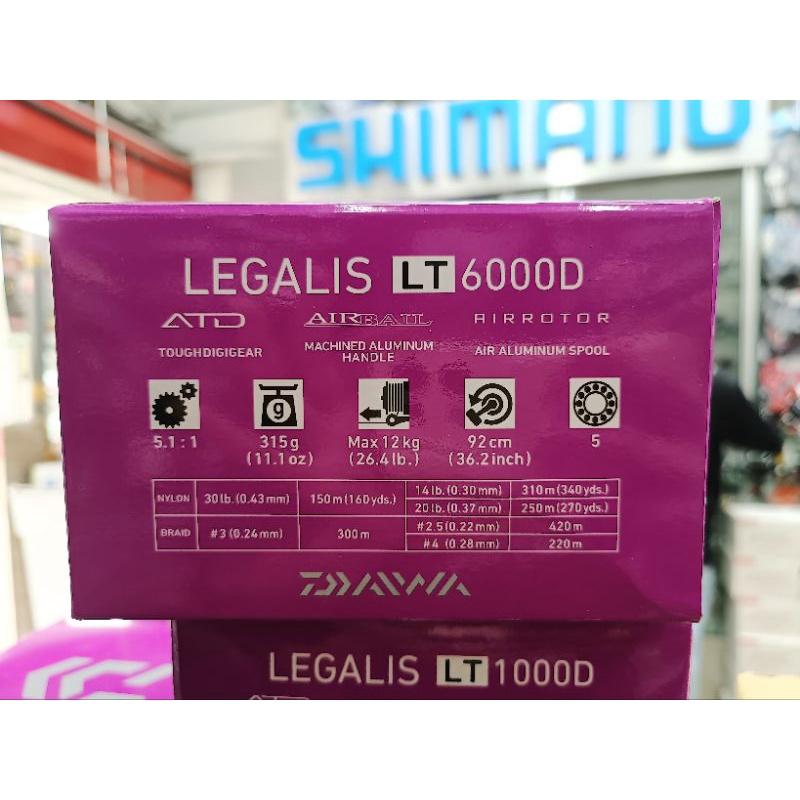 SHIMANO
LEGALIS LT 6000D
ATD AIRBAIL AIRROTOR
TOUGHDIGIGEAR MACHINED ALUMINUM HANDLE AIR ALUMINUM SPOOL
g
5.1 : 1 315g (11.1oz) Max 12kg (26.4lb.) 92cm (36.2inch) 5
NYLON 30lb.(0.43mm) 150m(160yds.) 14lb.(0.30mm) 310m(340yds.)
20lb.(0.37mm) 250m(270yds.)
BRAID #3(0.24mm) 300m #2.5(0.22mm) 420m
#4 (0.28mm) 220m
DAIWA
LEGALIS LT 1000D
ATD